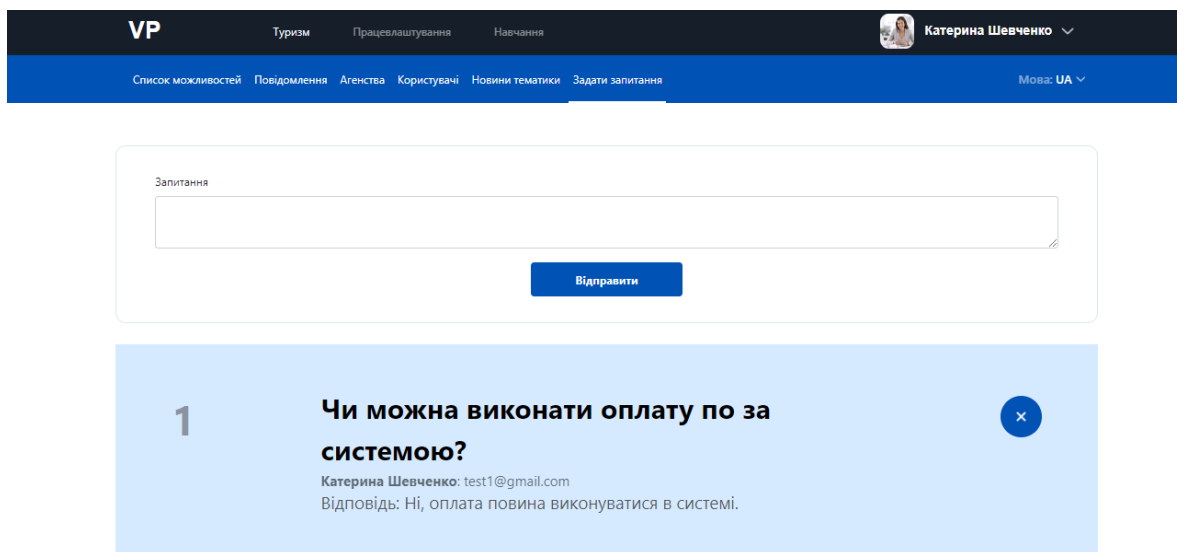 VP Туризм Працевлаштування Навчання Катерина Шевченко
Список можливостей Повідомлення Агенства Користувачі Новини тематики Задати запитання Мова: UA
Запитання
Відправити
1
Чи можна виконати оплату по за
системою?
Катерина Шевченко: test1@gmail.com
Відповідь: Ні, оплата повина виконуватися в системі.